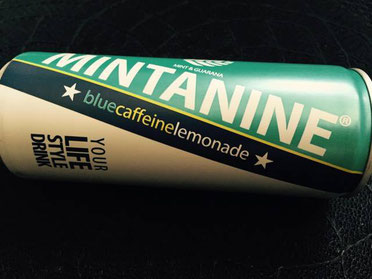 MINT & GUARANA
MINTANINE®
bluecaffeinelemonade
YOUR
LIFE
STYLE
DRINK